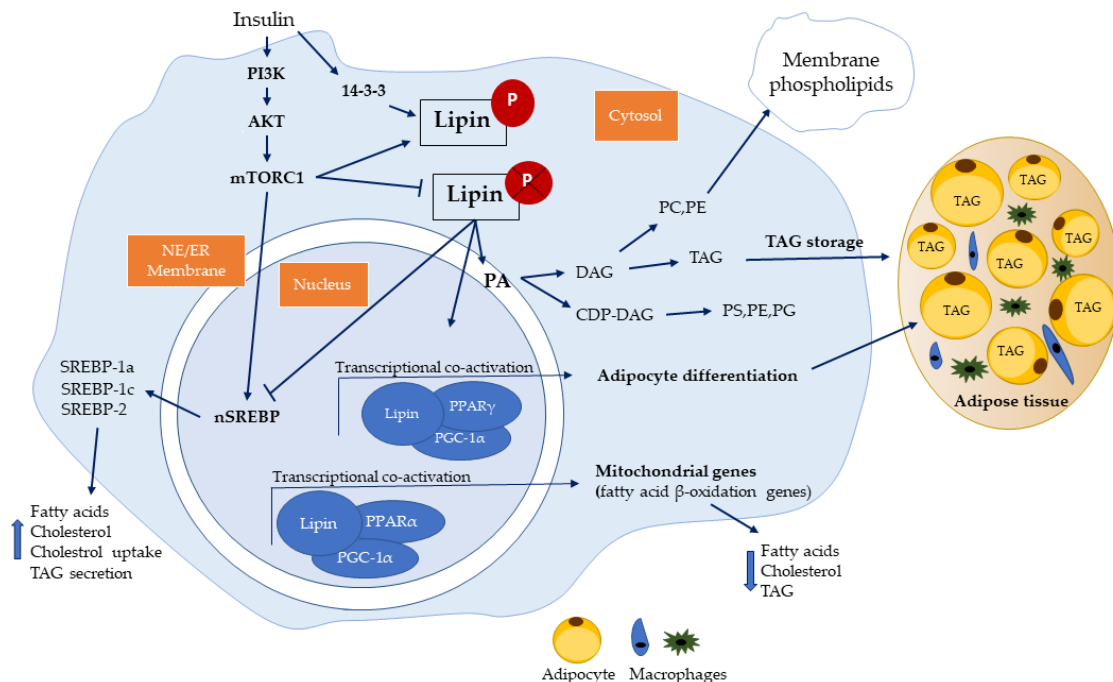 Insulin
PI3K
AKT
mTORC1
14-3-3
Lipin
P
Lipin
P
Cytosol
Membrane
phospholipids
NE/ER
Membrane
Nucleus
PA
DAG
CDP-DAG
PC,PE
TAG
PS,PE,PG
TAG storage
TAG
TAG
TAG
TAG
TAG
TAG
TAG
TAG
Adipose tissue
SREBP-1a
SREBP-1c
SREBP-2
nSREBP
Transcriptional co-activation
Lipin
PPARγ
PGC-1α
Adipocyte differentiation
Transcriptional co-activation
Lipin
PPARα
PGC-1α
Mitochondrial genes
(fatty acid β-oxidation genes)
Fatty acids
Cholesterol
Cholestrol uptake
TAG secretion
Fatty acids
Cholesterol
TAG
Adipocyte
Macrophages